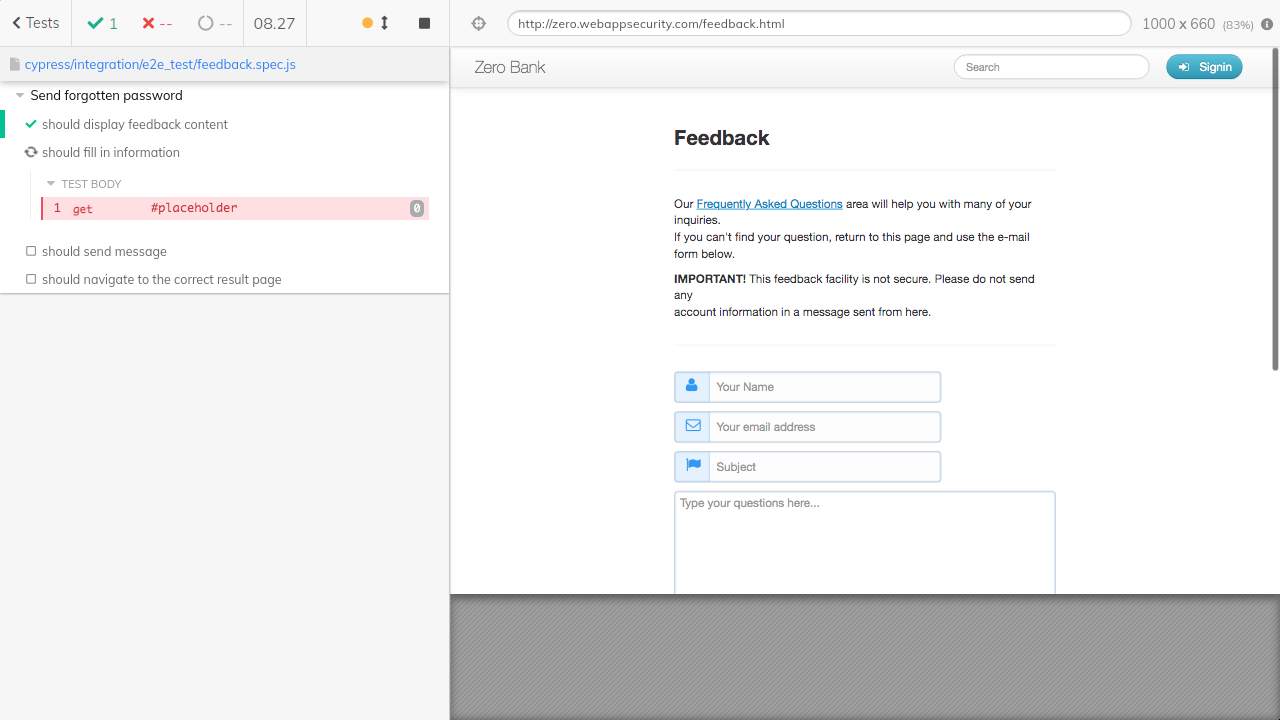 Tests
1
--
--
08.27
http://zero.webappsecurity.com/feedback.html
1000 x 660 (83%)
cypress/integration/e2e_test/feedback.spec.js
Send forgotten password
should display feedback content
should fill in information
TEST BODY
1 get #placeholder 0
should send message
should navigate to the correct result page
Zero Bank
Search
Signin
Feedback
Our Frequently Asked Questions area will help you with many of your
inquiries.
If you can't find your question, return to this page and use the e-mail
form below.
IMPORTANT! This feedback facility is not secure. Please do not send
any
account information in a message sent from here.
Your Name
Your email address
Subject
Type your questions here...